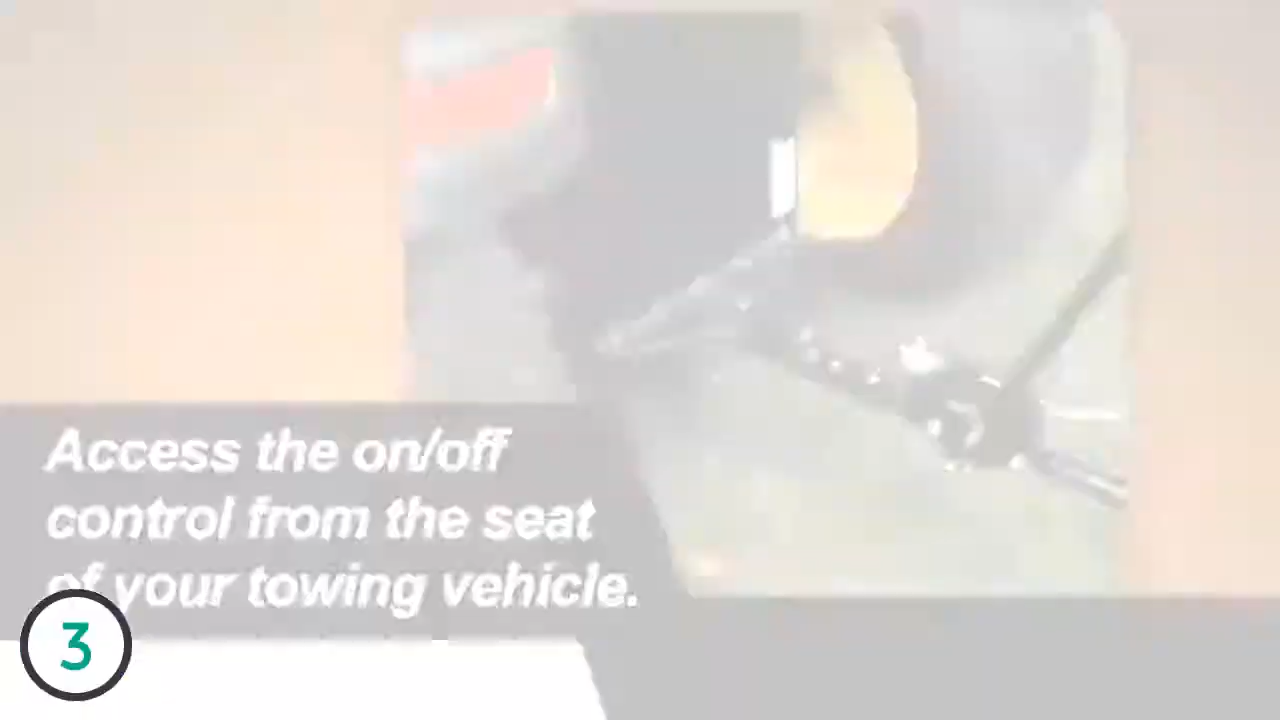 Access the on/off
control from the seat
of your towing vehicle.
3